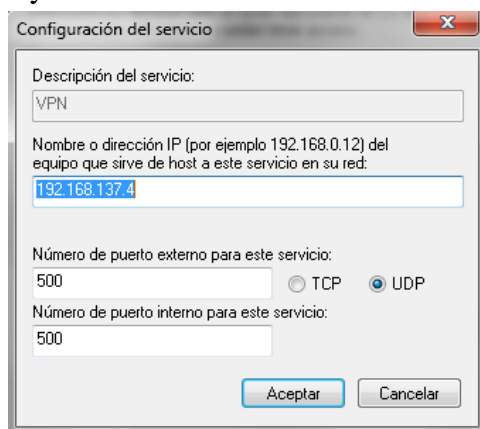 Configuración del servicio
Descripción del servicio:
VPN
Nombre o dirección IP (por ejemplo 192.168.0.12) del
equipo que sirve de host a este servicio en su red:
192.168.137.4
Número de puerto externo para este servicio:
500
TCP
UDP
Número de puerto interno para este servicio:
500
Aceptar
Cancelar